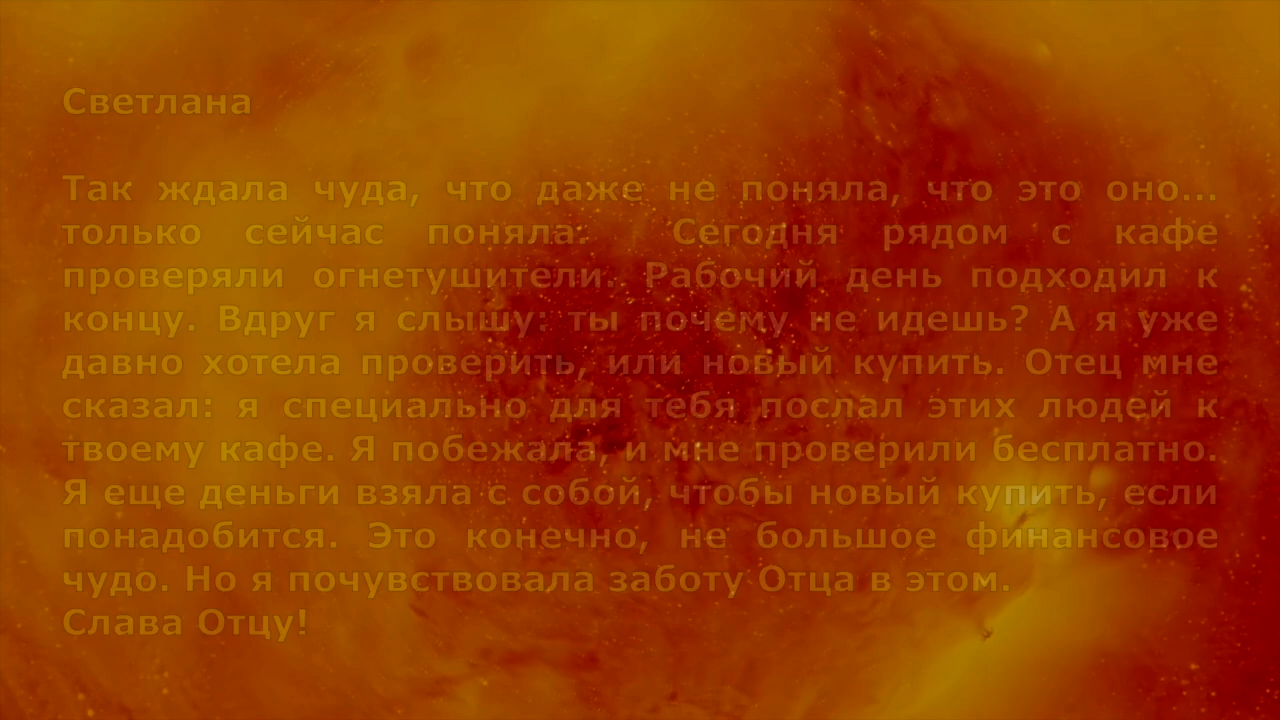 Светлана
Так ждала чуда, что даже не поняла, что это оно...
только сейчас поняла. Сегодня рядом с кафе
проверяли огнетушители. Рабочий день подходил к
концу. Вдруг я слышу: ты почему не идешь? А я уже
давно хотела проверить, или новый купить. Отец мне
сказал: я специально для тебя послал этих людей к
твоему кафе. Я побежала, и мне проверили бесплатно.
Я еще деньги взяла с собой, чтобы новый купить, если
понадобится. Это конечно, не большое финансовое
чудо. Но я почувствовала заботу Отца в этом.
Слава Отцу!